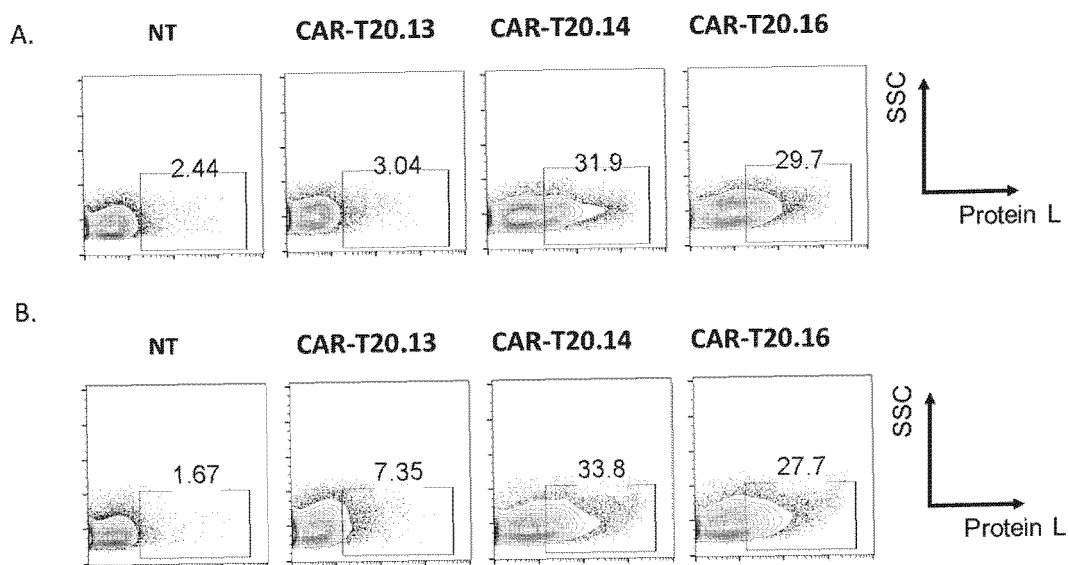 A.
NT CAR-T20.13 CAR-T20.14 CAR-T20.16
2.44 3.04 31.9 29.7
SSC
Protein L
B.
NT CAR-T20.13 CAR-T20.14 CAR-T20.16
1.67 7.35 33.8 27.7
SSC
Protein L